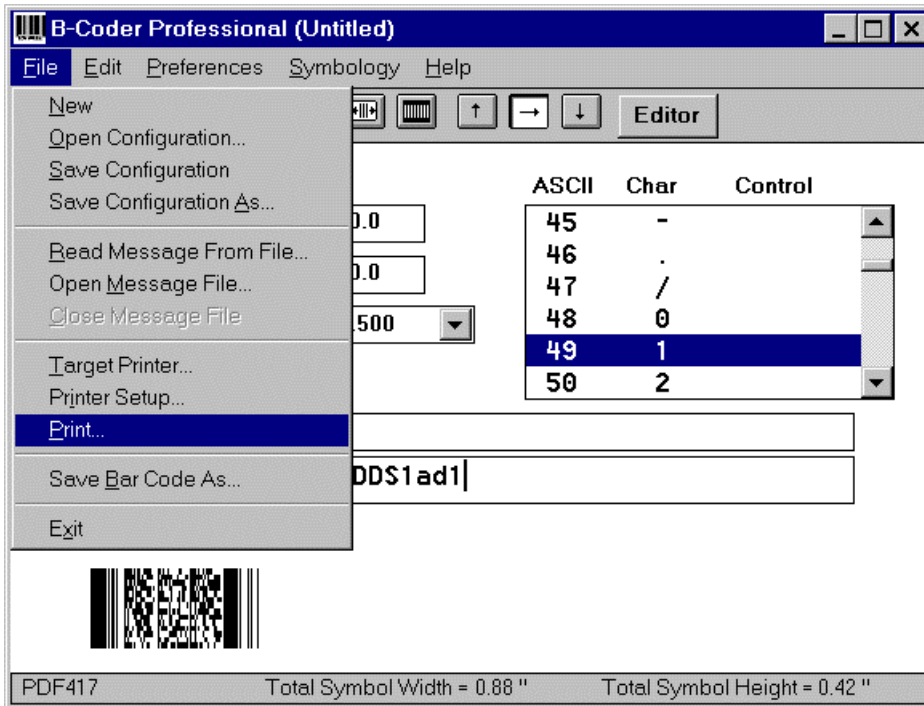 B-Coder Professional (Untitled)
File Edit Preferences Symbology Help
New
Open Configuration...
Save Configuration
Save Configuration As...
Read Message From File...
Open Message File...
Close Message File
Target Printer...
Printer Setup...
Print...
Save Bar Code As...
Exit
Editor
ASCII Char Control
45 -
46 .
47 /
48 0
49 1
50 2
0.0
0.0
.500
DDS1ad1
PDF417 Total Symbol Width = 0.88 " Total Symbol Height = 0.42 "